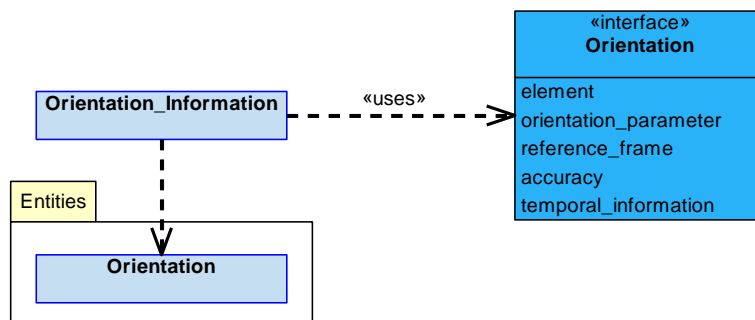 «interface»
Orientation
element
orientation_parameter
reference_frame
accuracy
temporal_information
Orientation_Information
«uses»
Entities
Orientation